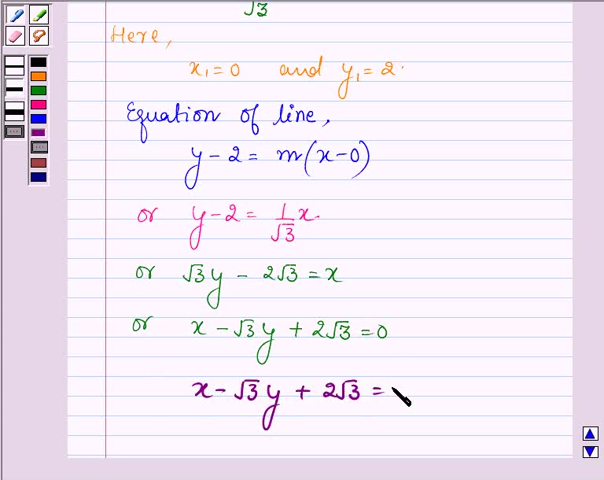 √3
Here,
x₁=0 and y₁=2.
Equation of line,
y-2 = m(x-0)
or y-2 = 1/√3 x.
or √3y - 2√3 = x
or x - √3y + 2√3 = 0
x - √3y + 2√3 =